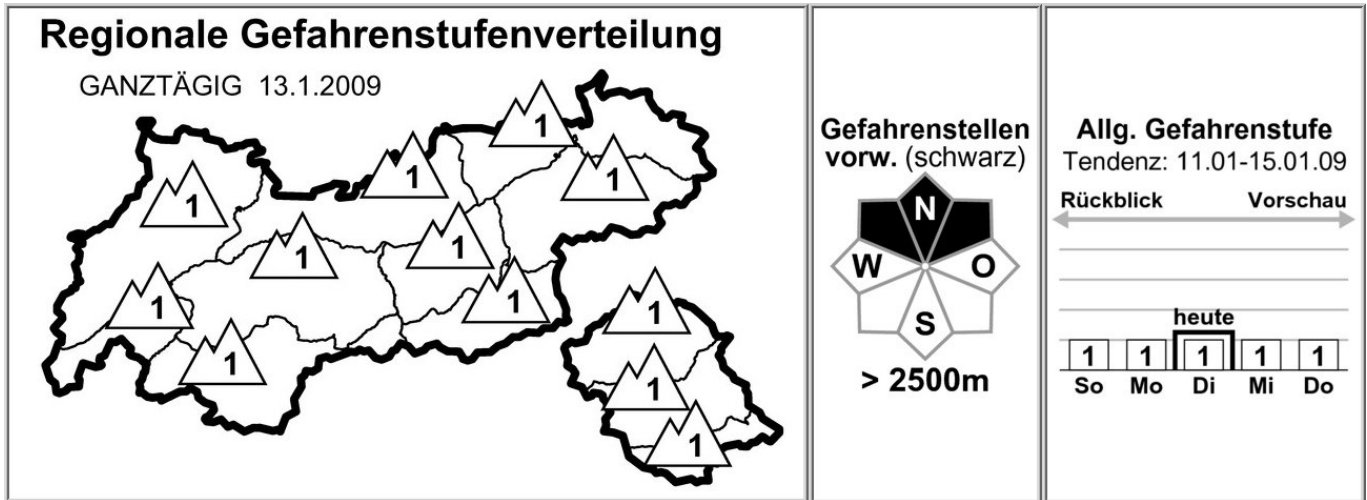 Regionale Gefahrenstufenverteilung
GANZTÄGIG 13.1.2009
1
1
1
1
1
1
1
1
1
1
1
1
Gefahrenstellen
vorw. (schwarz)
N
W O
S
> 2500m
Allg. Gefahrenstufe
Tendenz: 11.01-15.01.09
Rückblick Vorschau
heute
1 1 1 1 1
So Mo Di Mi Do